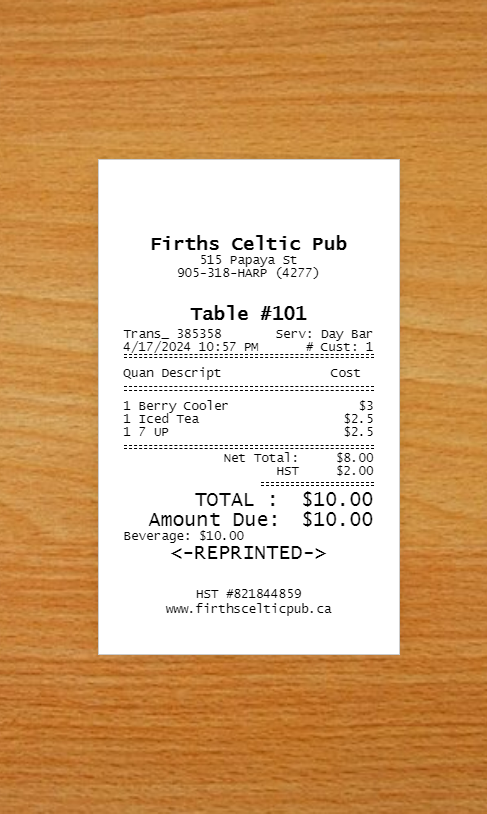 Firths Celtic Pub
515 Papaya St
905-318-HARP (4277)
Table #101
Trans_ 385358 Serv: Day Bar
4/17/2024 10:57 PM # Cust: 1
Quan Descript Cost
1 Berry Cooler $3
1 Iced Tea $2.5
1 7 UP $2.5
Net Total: $8.00
HST $2.00
TOTAL : $10.00
Amount Due: $10.00
Beverage: $10.00
<-REPRINTED->
HST #821844859
www.firthscelticpub.ca